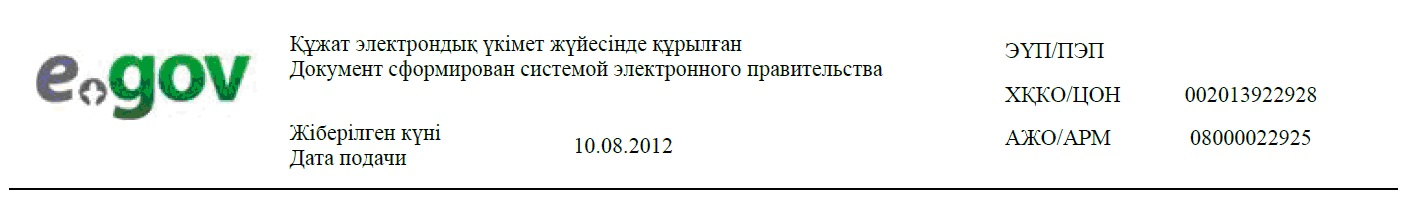 e.gov
Құжат электрондық үкімет жүйесінде құрылған
Документ сформирован системой электронного правительства
Жіберілген күні
Дата подачи
10.08.2012
ЭҮП/ПЭП
ХҚКО/ЦОН 002013922928
АЖО/АРМ 08000022925